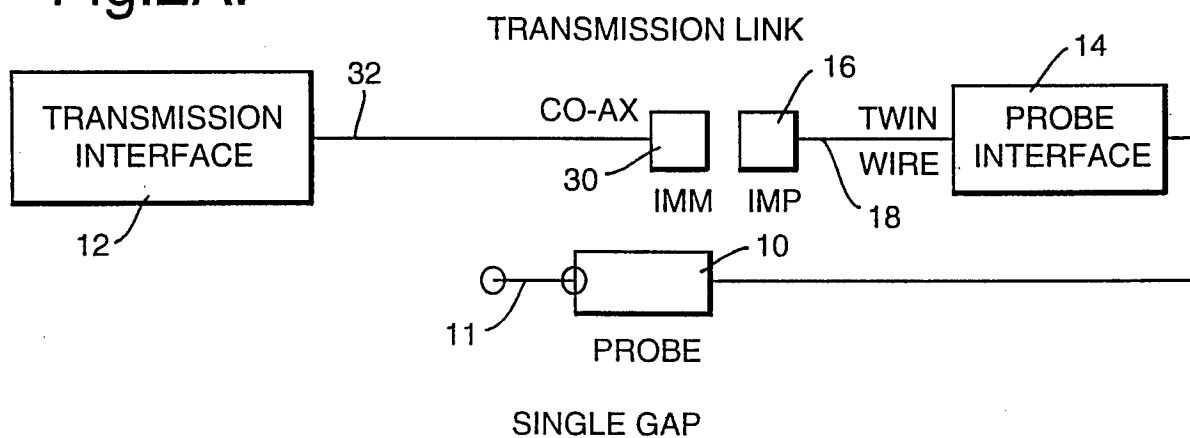 Fig.2A.
TRANSMISSION LINK
14
32
16
TRANSMISSION
INTERFACE
CO-AX
TWIN
WIRE
PROBE
INTERFACE
30
IMM
IMP
18
12
10
11
PROBE
SINGLE GAP